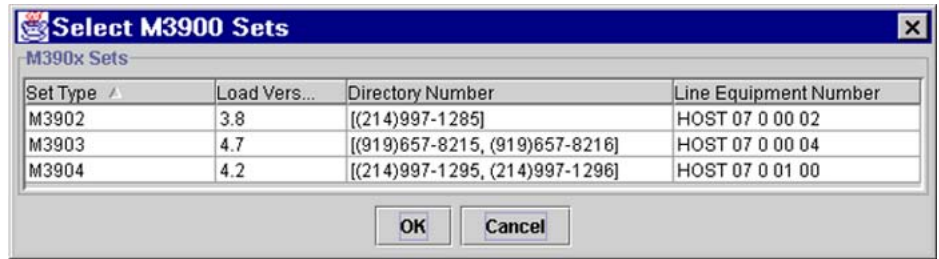 Select M3900 Sets
M390x Sets
Set Type Load Vers... Directory Number Line Equipment Number
M3902 3.8 [(214)997-1285] HOST 07 0 00 02
M3903 4.7 [(919)657-8215, (919)657-8216] HOST 07 0 00 04
M3904 4.2 [(214)997-1295, (214)997-1296] HOST 07 0 01 00
OK Cancel